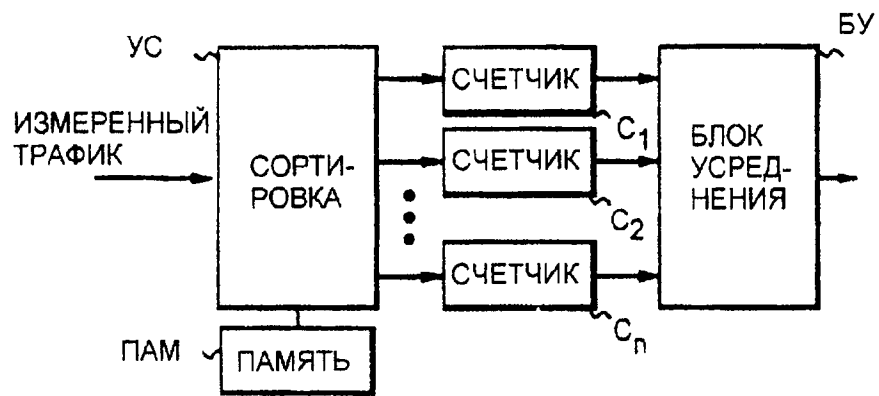 УС
БУ
ИЗМЕРЕННЫЙ
ТРАФИК
СОРТИ-
РОВКА
СЧЕТЧИК
C1
СЧЕТЧИК
C2
СЧЕТЧИК
Cn
БЛОК
УСРЕД-
НЕНИЯ
ПАМ
ПАМЯТЬ